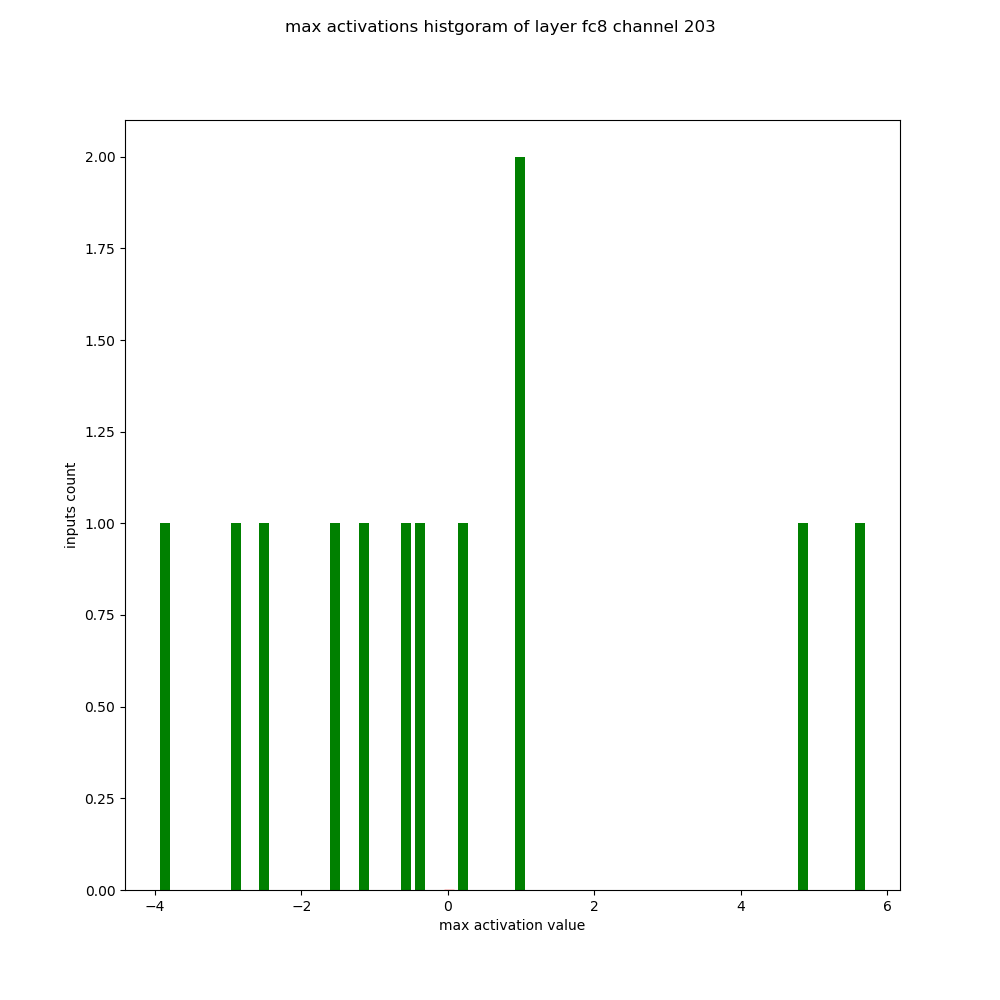 max activations histgoram of layer fc8 channel 203
2.00
1.75
1.50
1.25
1.00
0.75
0.50
0.25
0.00
inputs count
−4 −2 0 2 4 6
max activation value